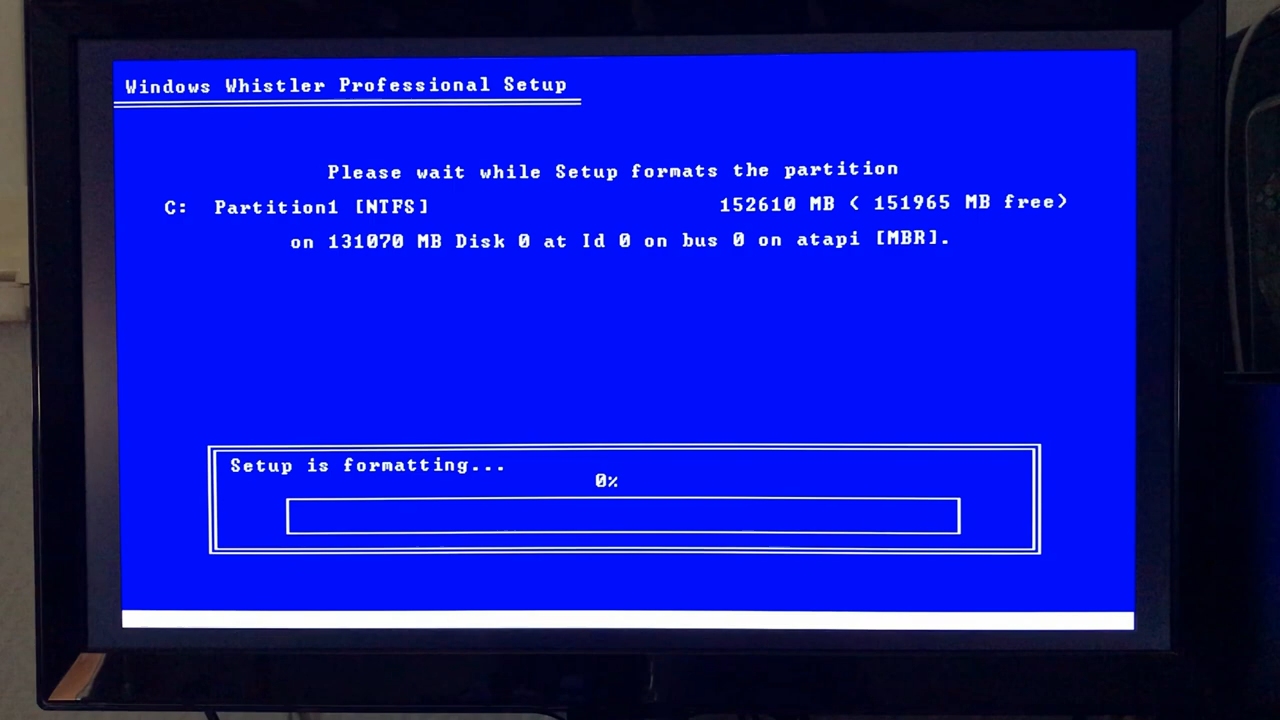 Windows Whistler Professional Setup
Please wait while Setup formats the partition
C: Partition1 [NTFS] 152610 MB ( 151965 MB free)
on 131070 MB Disk 0 at Id 0 on bus 0 on atapi [MBR].
Setup is formatting...
0%